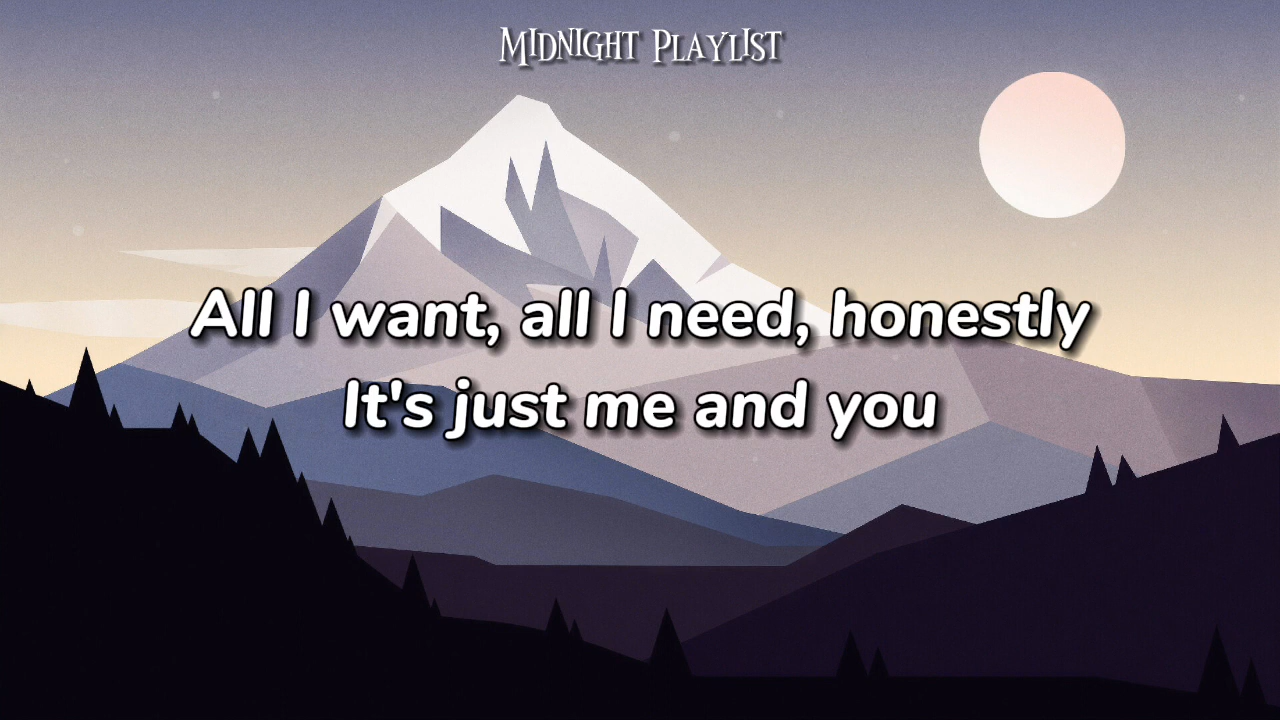 Midnight Playlist
All I want, all I need, honestly
It's just me and you